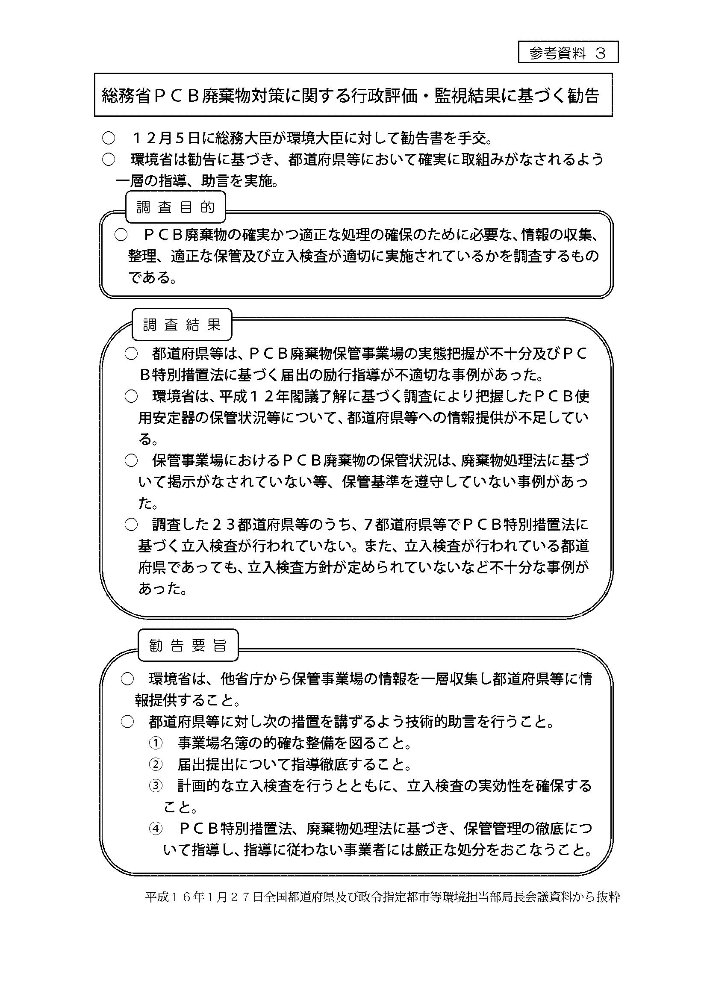 参考資料 ３
総務省ＰＣＢ廃棄物対策に関する行政評価・監視結果に基づく勧告
○　１２月５日に総務大臣が環境大臣に対して勧告書を手交。
○　環境省は勧告に基づき、都道府県等において確実に取組みがなされるよう
一層の指導、助言を実施。
調査目的
○　ＰＣＢ廃棄物の確実かつ適正な処理の確保のために必要な、情報の収集、
整理、適正な保管及び立入検査が適切に実施されているかを調査するもの
である。
調査結果
○　都道府県等は、ＰＣＢ廃棄物保管事業場の実態把握が不十分及びＰＣ
Ｂ特別措置法に基づく届出の励行指導が不適切な事例があった。
○　環境省は、平成１２年閣議了解に基づく調査により把握したＰＣＢ使
用安定器の保管状況等について、都道府県等への情報提供が不足してい
る。
○　保管事業場におけるＰＣＢ廃棄物の保管状況は、廃棄物処理法に基づ
いて掲示がなされていない等、保管基準を遵守していない事例があっ
た。
○　調査した２３都道府県等のうち、７都道府県等でＰＣＢ特別措置法に
基づく立入検査が行われていない。また、立入検査が行われている都道
府県であっても、立入検査方針が定められていないなど不十分な事例が
あった。
勧告要旨
○　環境省は、他省庁から保管事業場の情報を一層収集し都道府県等に情
報提供すること。
○　都道府県等に対し次の措置を講ずるよう技術的助言を行うこと。
①　事業場名簿の的確な整備を図ること。
②　届出提出について指導徹底すること。
③　計画的な立入検査を行うとともに、立入検査の実効性を確保する
こと。
④　ＰＣＢ特別措置法、廃棄物処理法に基づき、保管管理の徹底につ
いて指導し、指導に従わない事業者には厳正な処分をおこなうこと。
平成１６年１月２７日全国都道府県及び政令指定都市等環境担当部局長会議資料から抜粋